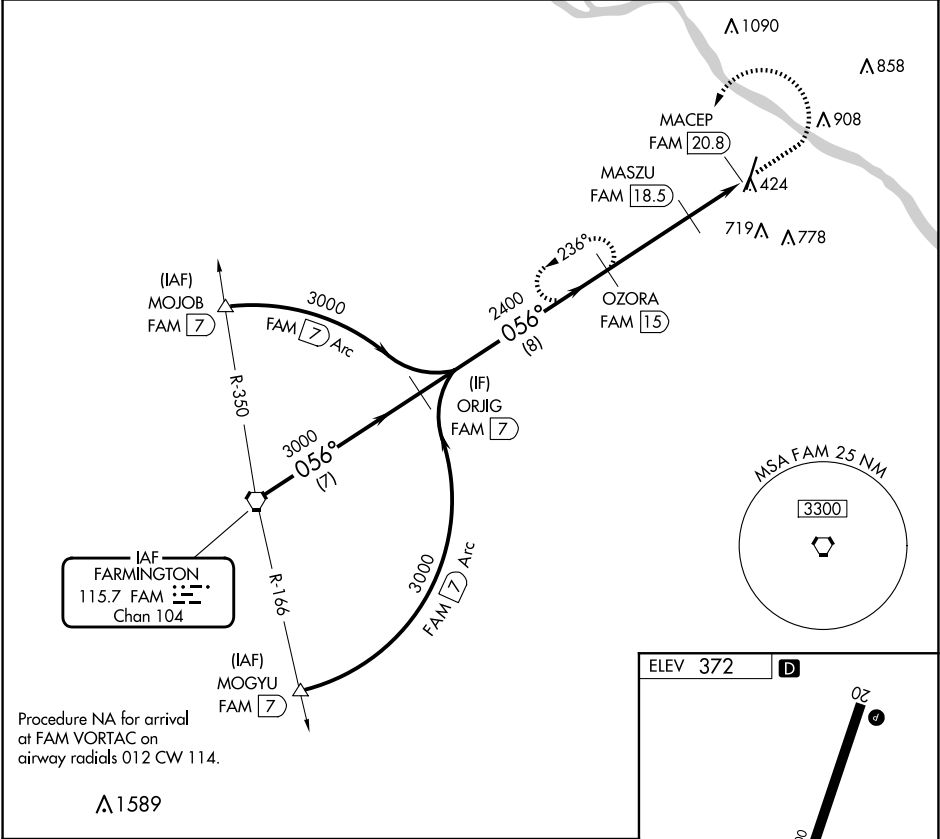 1090
858
MACEP
FAM 20.8
908
MASZU
FAM 18.5
424
719
778
236°
(IAF)
MOJOB
FAM 7
3000
FAM 7 Arc
2400
056°
(8)
OZORA
FAM 15
R-350
(IF)
ORJIG
FAM 7
3000
056°
(7)
MSA FAM 25 NM
3300
IAF
FARMINGTON
115.7 FAM
Chan 104
R-166
3000
FAM 7 Arc
(IAF)
MOGYU
FAM 7
ELEV 372
D
20
P
Procedure NA for arrival
at FAM VORTAC on
airway radials 012 CW 114.
1589